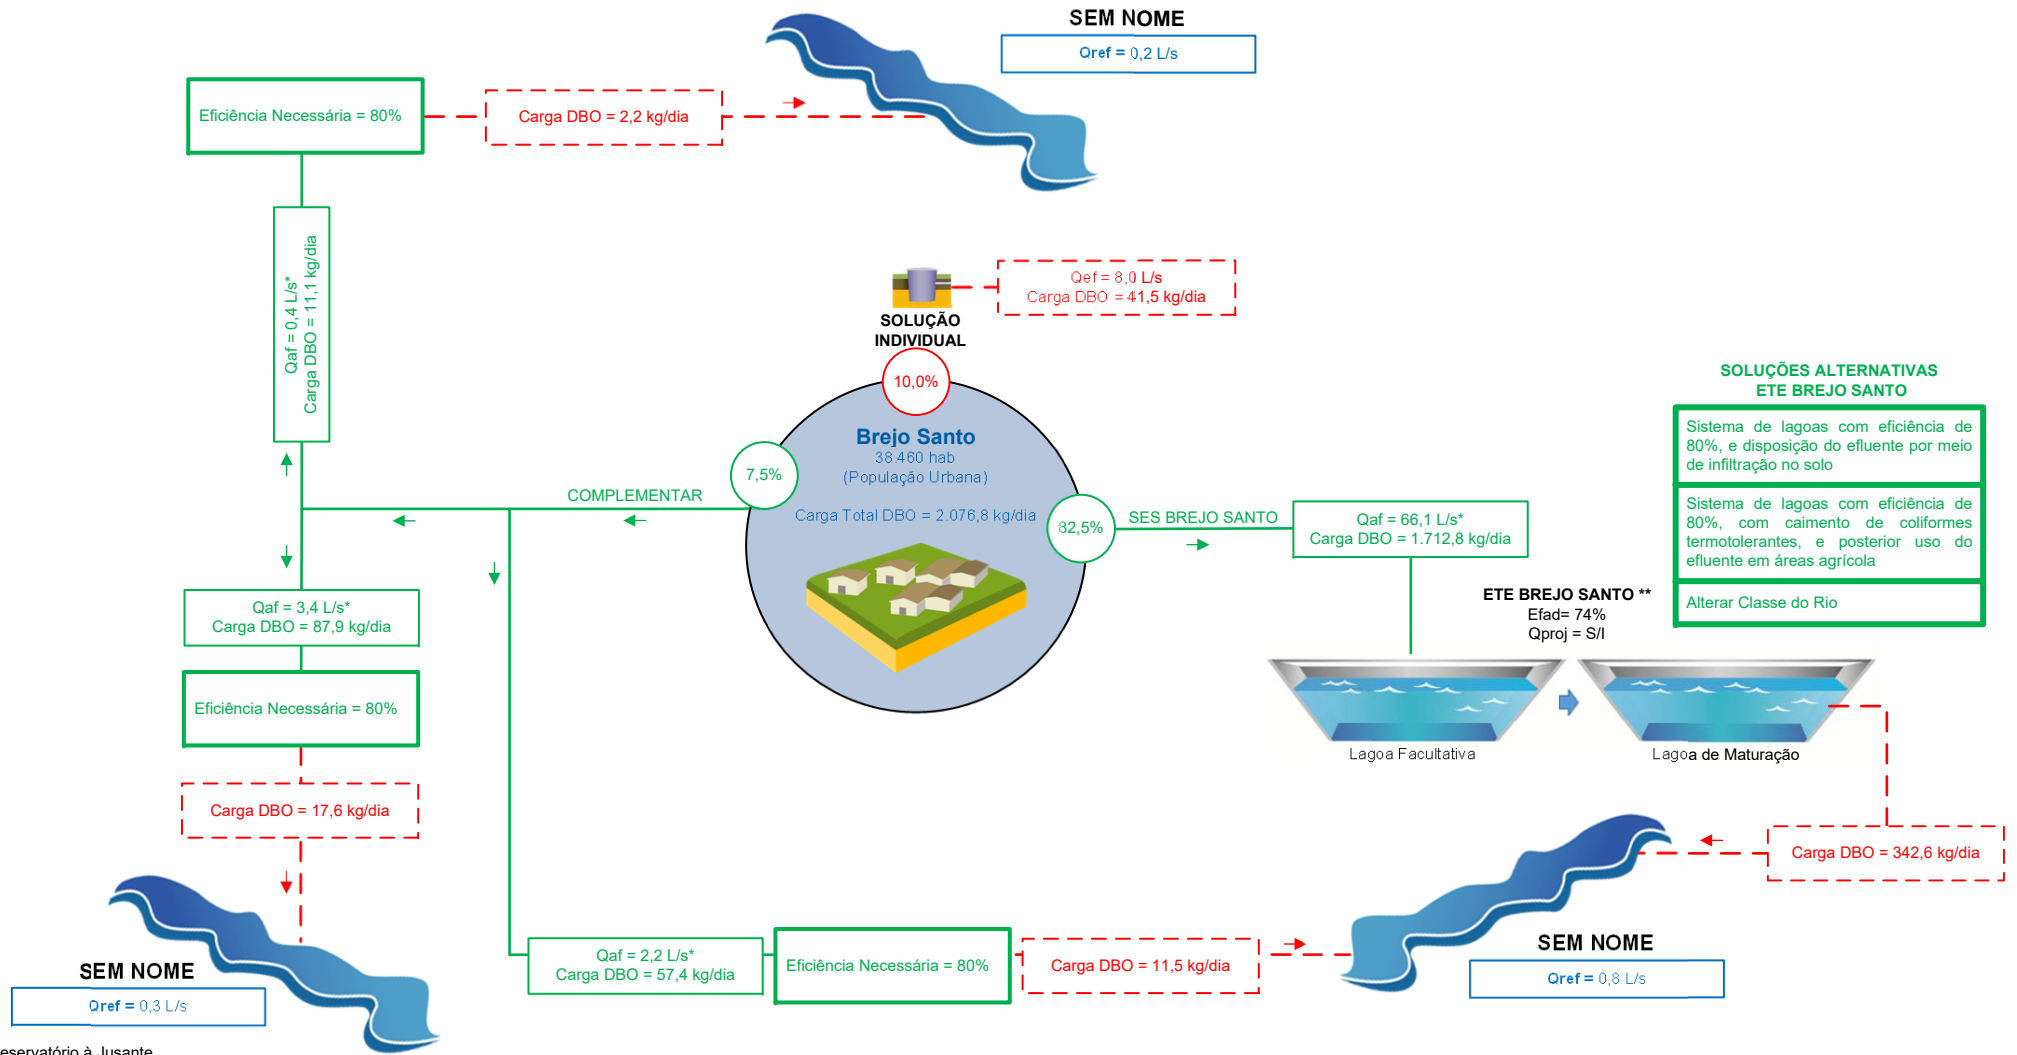 SEM NOME
Qref = 0,2 L/s
Eficiência Necessária = 80%
Carga DBO = 2,2 kg/dia
Qaf = 0,4 L/s*
Carga DBO = 11,1 kg/dia
Qef = 8,0 L/s
Carga DBO = 41,5 kg/dia
SOLUÇÃO
INDIVIDUAL
10,0%
Brejo Santo
38.460 hab
(População Urbana)
Carga Total DBO = 2.076,8 kg/dia
7,5%
COMPLEMENTAR
82,5%
SES BREJO SANTO
Qaf = 66,1 L/s*
Carga DBO = 1.712,8 kg/dia
SOLUÇÕES ALTERNATIVAS
ETE BREJO SANTO
Sistema de lagoas com eficiência de
80%, e disposição do efluente por meio
de infiltração no solo
Sistema de lagoas com eficiência de
80%, com caimento de coliformes
termotolerantes, e posterior uso do
efluente em áreas agrícola
Alterar Classe do Rio
ETE BREJO SANTO **
Efad= 74%
Qproj = S/I
Lagoa Facultativa
Lagoa de Maturação
Qaf = 3,4 L/s*
Carga DBO = 87,9 kg/dia
Eficiência Necessária = 80%
Carga DBO = 17,6 kg/dia
Carga DBO = 342,6 kg/dia
SEM NOME
Qref = 0,3 L/s
Qaf = 2,2 L/s*
Carga DBO = 57,4 kg/dia
Eficiência Necessária = 80%
Carga DBO = 11,5 kg/dia
SEM NOME
Qref = 0,8 L/s
eservatório à Jusante